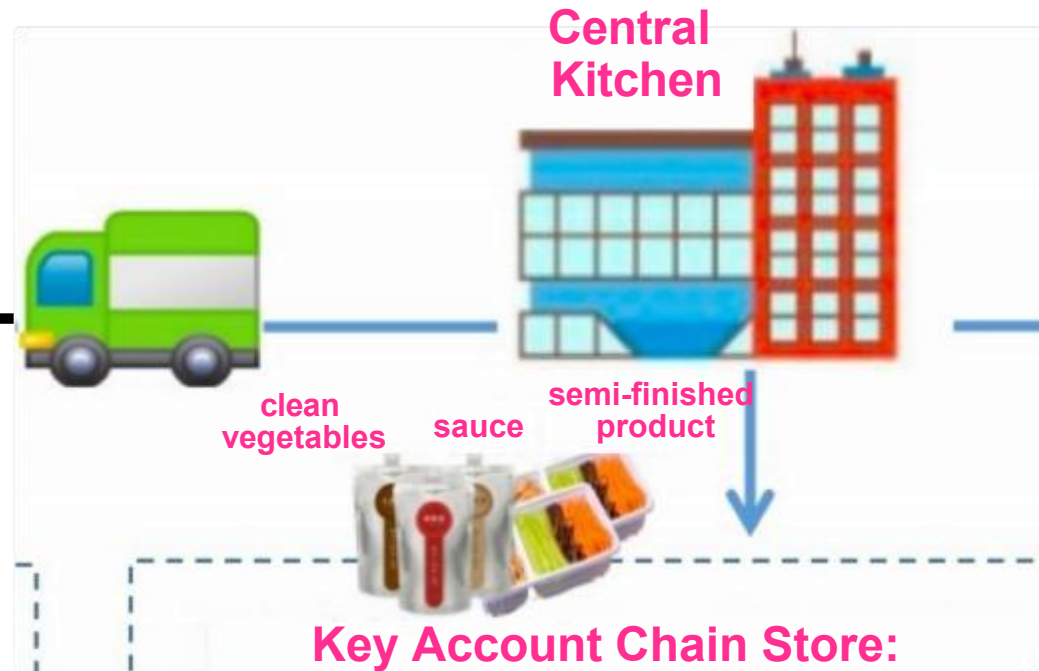 Central
Kitchen
clean
vegetables
sauce
semi-finished
product
Key Account Chain Store: